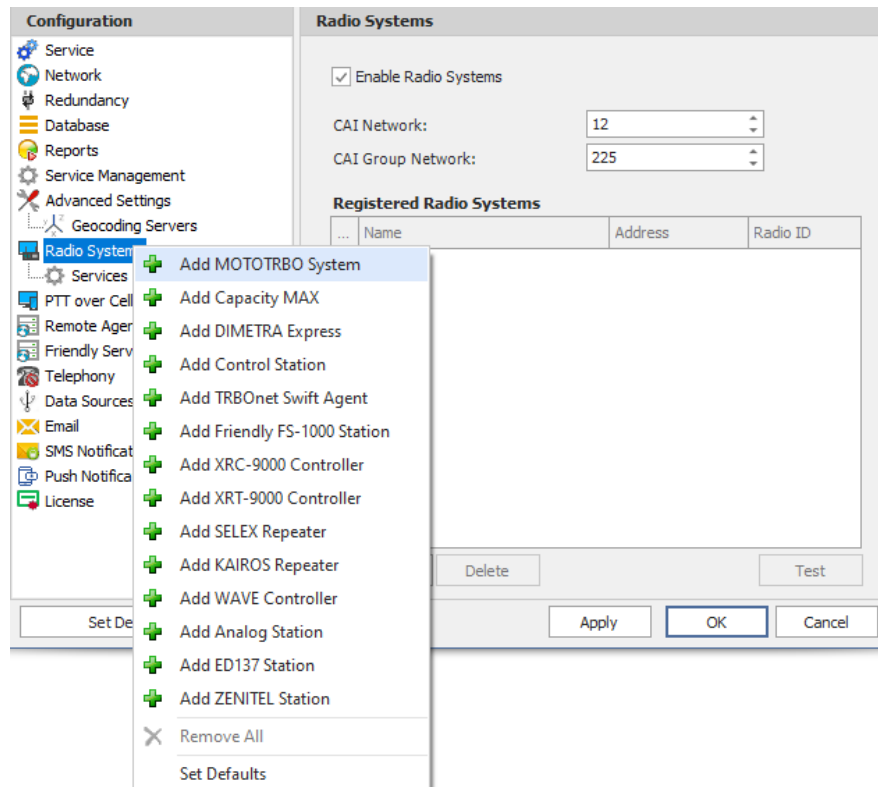 Configuration
Service
Network
Redundancy
Database
Reports
Service Management
Advanced Settings
Geocoding Servers
Radio System
Services
PTT over Cell
Remote Ager
Friendly Serv
Telephony
Data Sources
Email
SMS Notificat
Push Notifica
License
Set De
Radio Systems
Enable Radio Systems
CAI Network: 12
CAI Group Network: 225
Registered Radio Systems
... Name Address Radio ID
Delete Test
Apply OK Cancel
Add MOTOTRBO System
Add Capacity MAX
Add DIMETRA Express
Add Control Station
Add TRBOnet Swift Agent
Add Friendly FS-1000 Station
Add XRC-9000 Controller
Add XRT-9000 Controller
Add SELEX Repeater
Add KAIROS Repeater
Add WAVE Controller
Add Analog Station
Add ED137 Station
Add ZENITEL Station
Remove All
Set Defaults